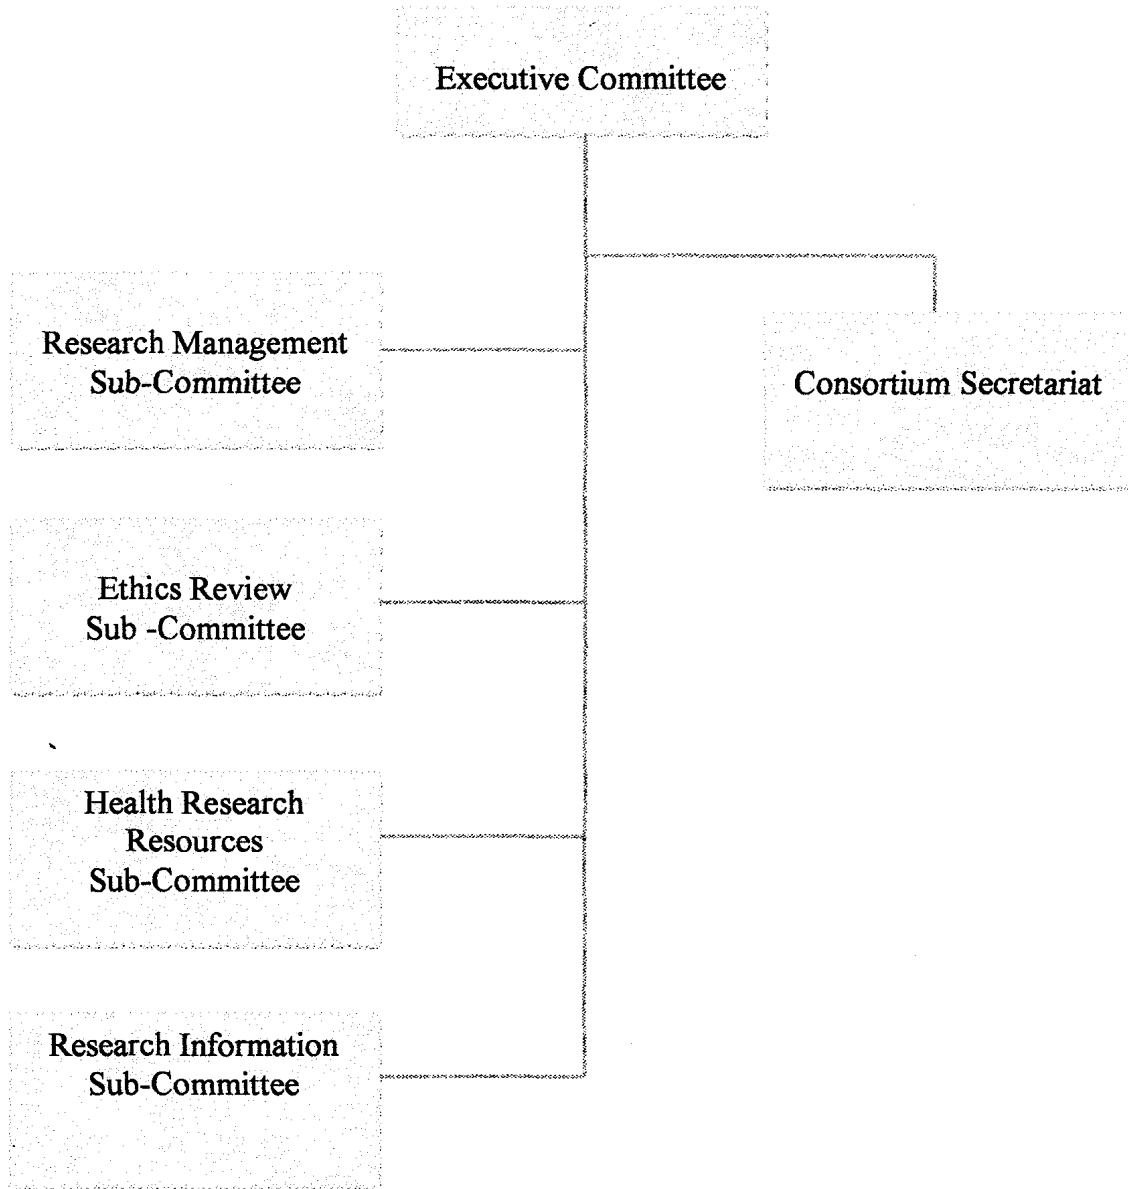 Executive Committee
Research Management
Sub-Committee
Consortium Secretariat
Ethics Review
Sub -Committee
Health Research
Resources
Sub-Committee
Research Information
Sub-Committee